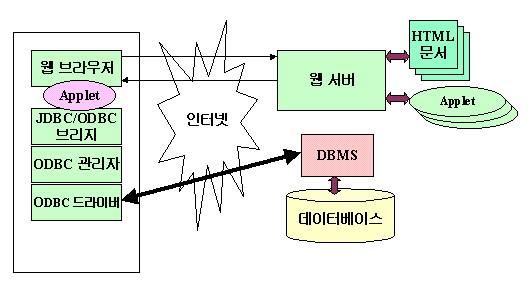 웹 브라우저
Applet
JDBC/ODBC
브리지
ODBC 관리자
ODBC 드라이버
인터넷
웹 서버
HTML
문서
Applet
DBMS
데이터베이스